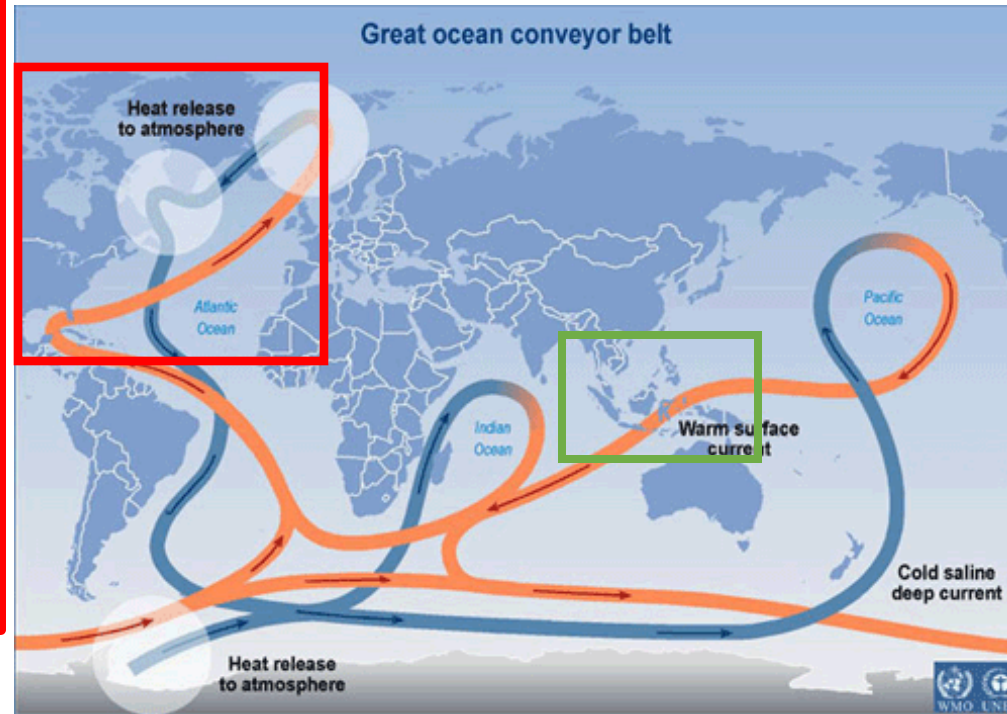 Great ocean conveyor belt
Heat release
to atmosphere
Atlantic
Ocean
Pacific
Ocean
Indian
Ocean
Warm surface
current
Cold saline
deep current
Heat release
to atmosphere
WMO